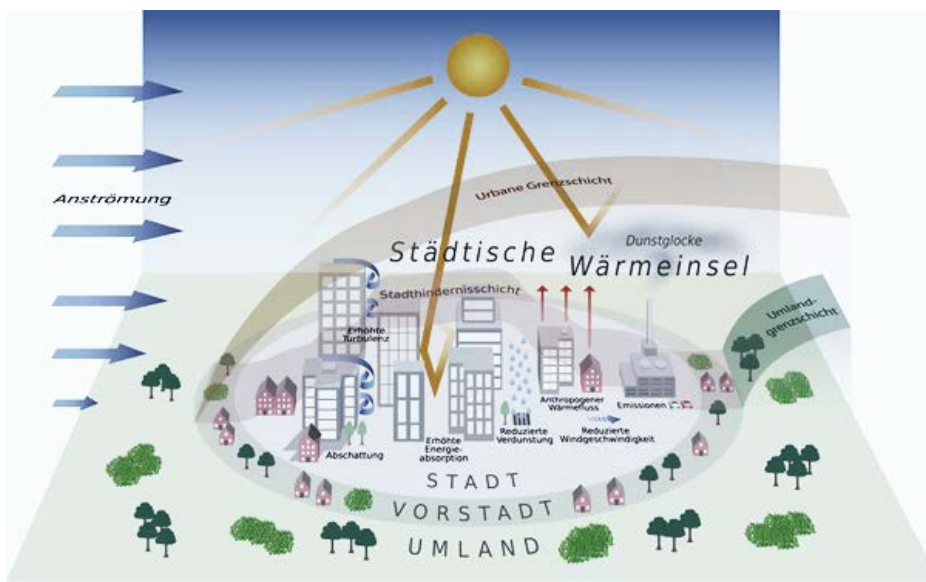 Anströmung
Urbane Grenzschicht
Dunstglocke
Städtische
Wärmeinsel
Stadthindernisschicht
Umland-
grenzschicht
Erhöhte
Turbulenz
Anthropogener
Wärmefluss
Emissionen
Reduzierte
Verdunstung
Reduzierte
Windgeschwindigkeit
Abschattung
Erhöhte
Energie-
absorption
STADT
VORSTADT
UMLAND